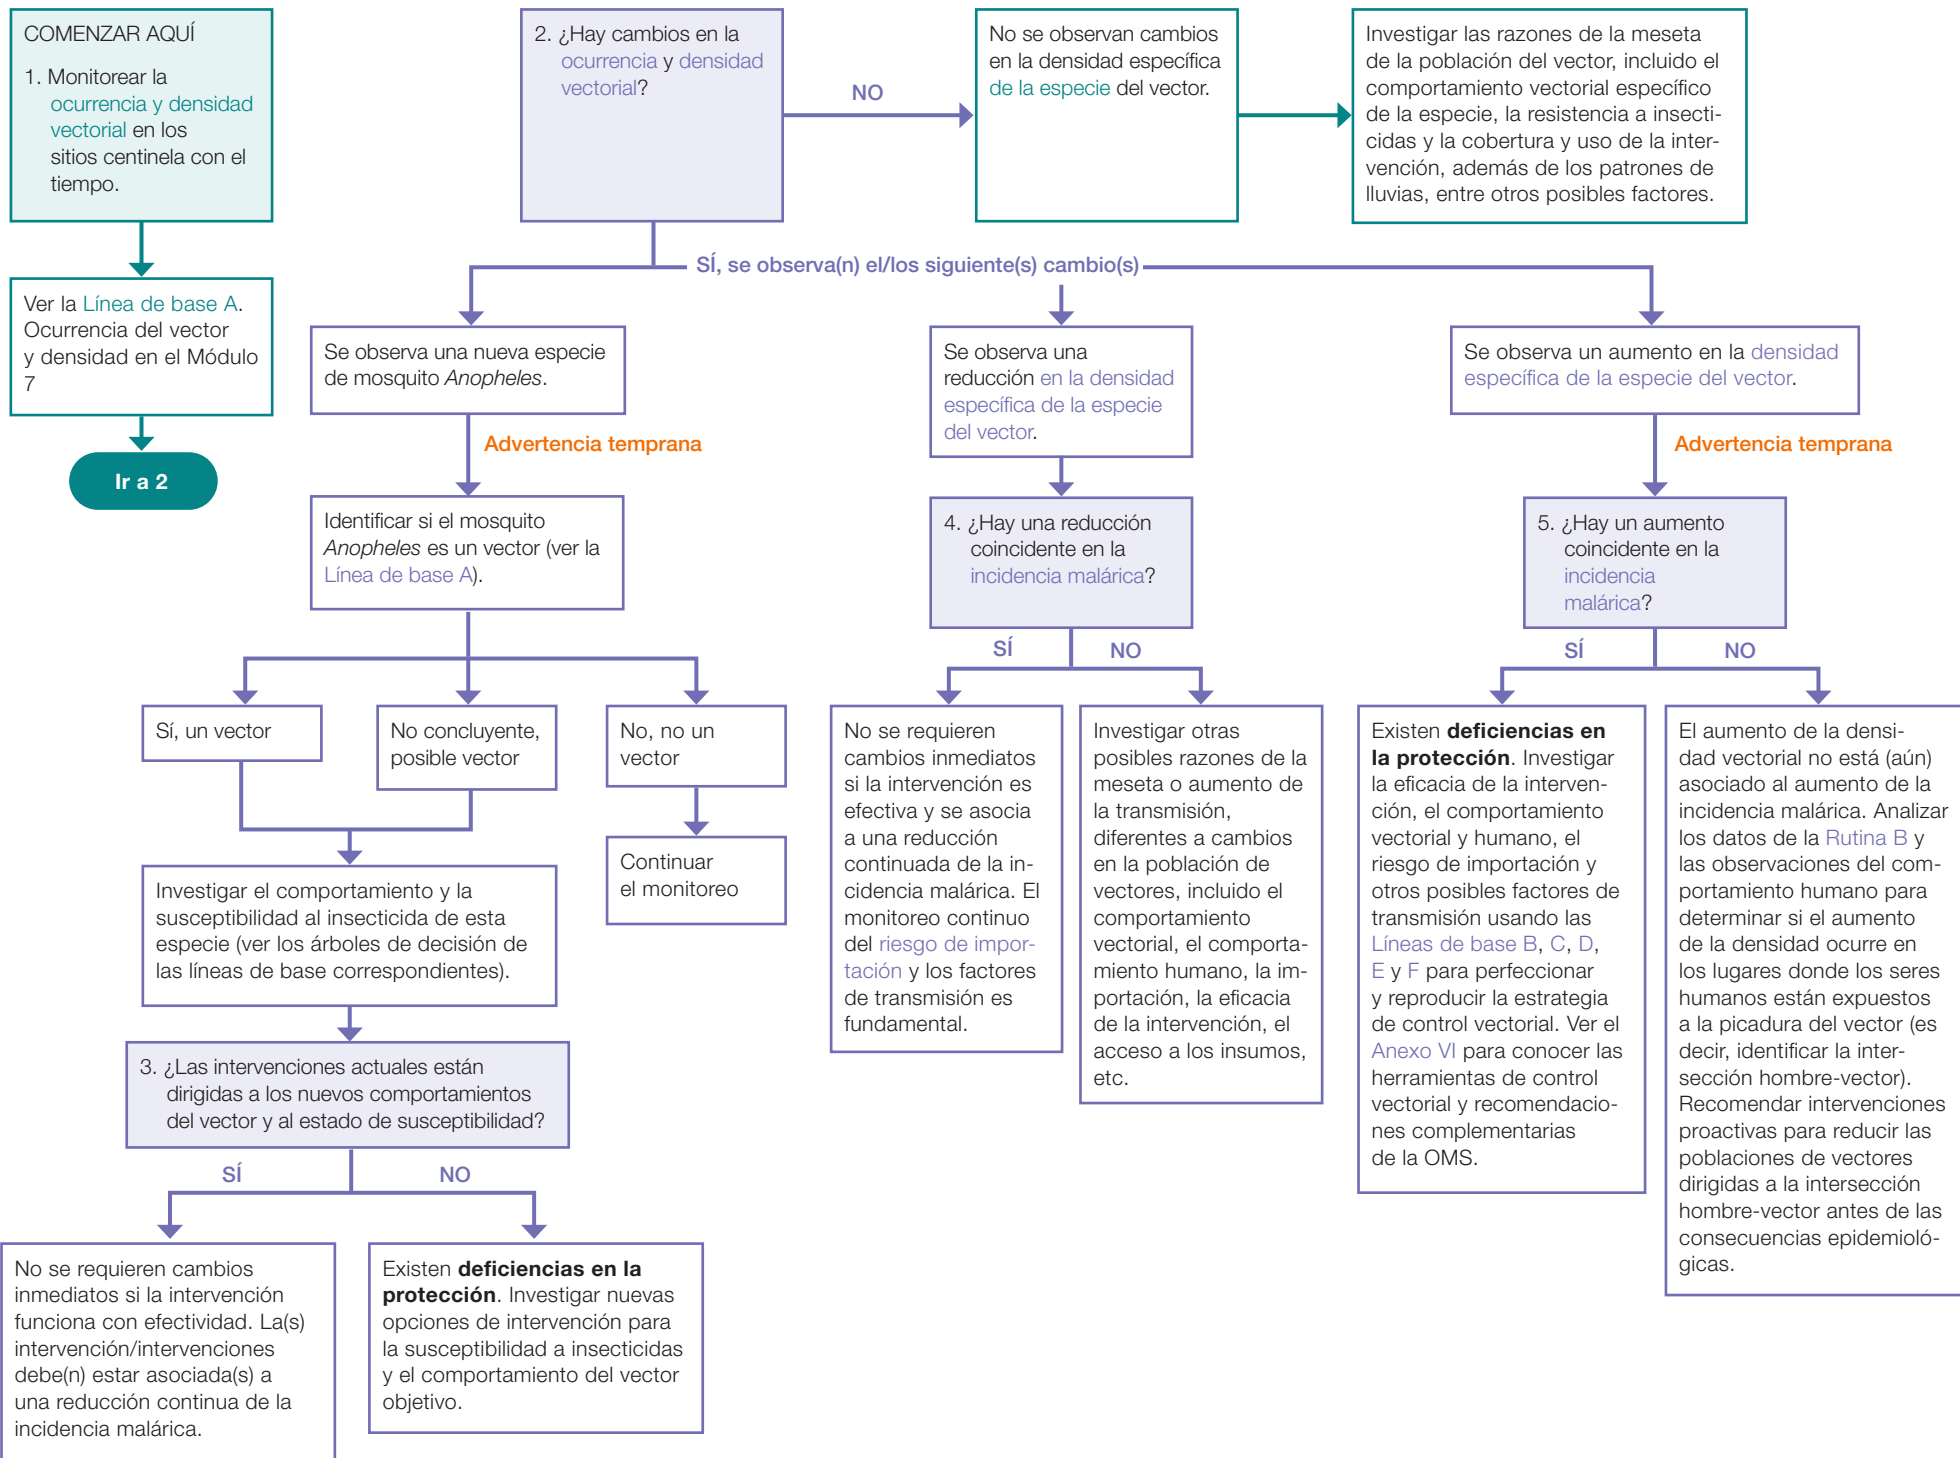 COMENZAR AQUÍ
1. Monitorear la
ocurrencia y densidad
vectorial en los
sitios centinela con el
tiempo.
Ver la Línea de base A.
Ocurrencia del vector
y densidad en el Módulo
7
Ir a 2
2. ¿Hay cambios en la
ocurrencia y densidad
vectorial?
NO
No se observan cambios
en la densidad específica
de la especie del vector.
Investigar las razones de la meseta
de la población del vector, incluido el
comportamiento vectorial específico
de la especie, la resistencia a insecti-
cidas y la cobertura y uso de la inter-
vención, además de los patrones de
lluvias, entre otros posibles factores.
SÍ, se observa(n) el/los siguiente(s) cambio(s)
Se observa una nueva especie
de mosquito Anopheles.
Advertencia temprana
Identificar si el mosquito
Anopheles es un vector (ver la
Línea de base A).
Sí, un vector
No concluyente,
posible vector
No, no un
vector
Continuar
el monitoreo
Investigar el comportamiento y la
susceptibilidad al insecticida de esta
especie (ver los árboles de decisión de
las líneas de base correspondientes).
3. ¿Las intervenciones actuales están
dirigidas a los nuevos comportamientos
del vector y al estado de susceptibilidad?
SÍ
NO
No se requieren cambios
inmediatos si la intervención
funciona con efectividad. La(s)
intervención/intervenciones
debe(n) estar asociada(s) a
una reducción continua de la
incidencia malárica.
Existen deficiencias en la
protección. Investigar nuevas
opciones de intervención para
la susceptibilidad a insecticidas
y el comportamiento del vector
objetivo.
Se observa una
reducción en la densidad
específica de la especie
del vector.
4. ¿Hay una reducción
coincidente en la
incidencia malárica?
SÍ
NO
No se requieren
cambios inmediatos
si la intervención es
efectiva y se asocia
a una reducción
continuada de la in-
cidencia malárica. El
monitoreo continuo
del riesgo de impor-
tación y los factores
de transmisión es
fundamental.
Investigar otras
posibles razones de la
meseta o aumento de
la transmisión,
diferentes a cambios
en la población de
vectores, incluido el
comportamiento
vectorial, el comporta-
miento humano, la im-
portación, la eficacia
de la intervención, el
acceso a los insumos,
etc.
Se observa un aumento en la densidad
específica de la especie del vector.
Advertencia temprana
5. ¿Hay un aumento
coincidente en la
incidencia
malárica?
SÍ
NO
Existen deficiencias en
la protección. Investigar
la eficacia de la interven-
ción, el comportamiento
vectorial y humano, el
riesgo de importación y
otros posibles factores de
transmisión usando las
Líneas de base B, C, D,
E y F para perfeccionar
y reproducir la estrategia
de control vectorial. Ver el
Anexo VI para conocer las
herramientas de control
vectorial y recomendacio-
nes complementarias
de la OMS.
El aumento de la densi-
dad vectorial no está (aún)
asociado al aumento de la
incidencia malárica. Analizar
los datos de la Rutina B y
las observaciones del com-
portamiento humano para
determinar si el aumento
de la densidad ocurre en
los lugares donde los seres
humanos están expuestos
a la picadura del vector (es
decir, identificar la inter-
sección hombre-vector).
Recomendar intervenciones
proactivas para reducir las
poblaciones de vectores
dirigidas a la intersección
hombre-vector antes de las
consecuencias epidemioló-
gicas.